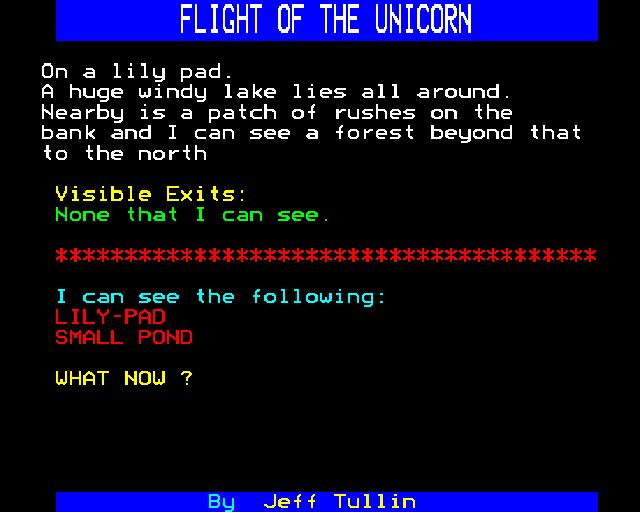 FLIGHT OF THE UNICORN
On a lily pad.
A huge windy lake lies all around.
Nearby is a patch of rushes on the
bank and I can see a forest beyond that
to the north
Visible Exits:
None that I can see.
***************************************
I can see the following:
LILY-PAD
SMALL POND
WHAT NOW ?
By Jeff Tullin